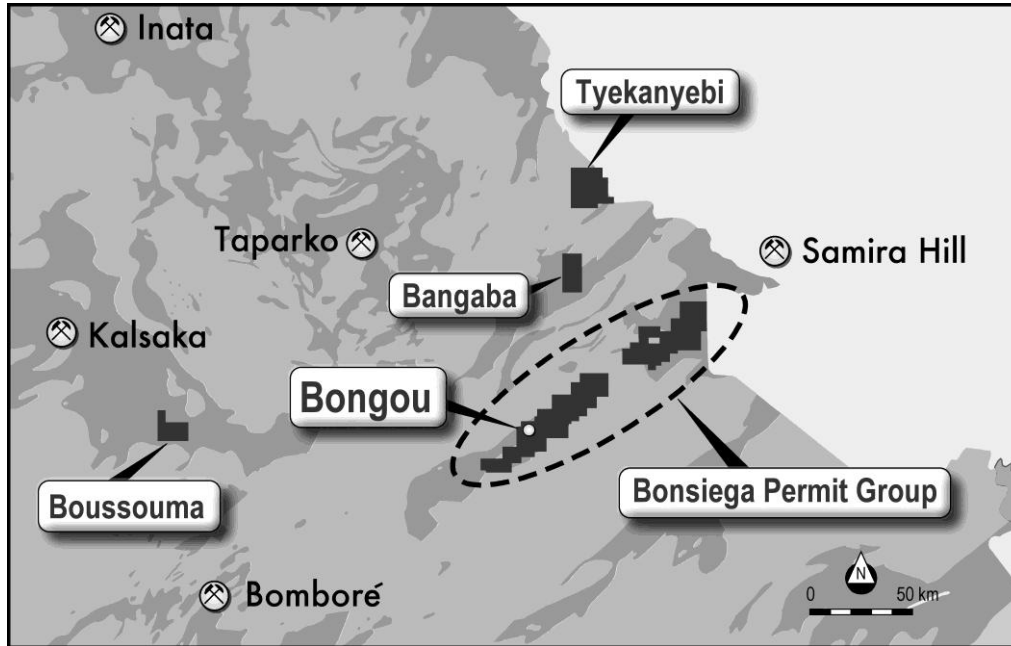 Inata
Tyekanyebi
Taparko
Samira Hill
Bangaba
Kalsaka
Bongou
Boussouma
Bonsiega Permit Group
Bomboré
N
0 50 km